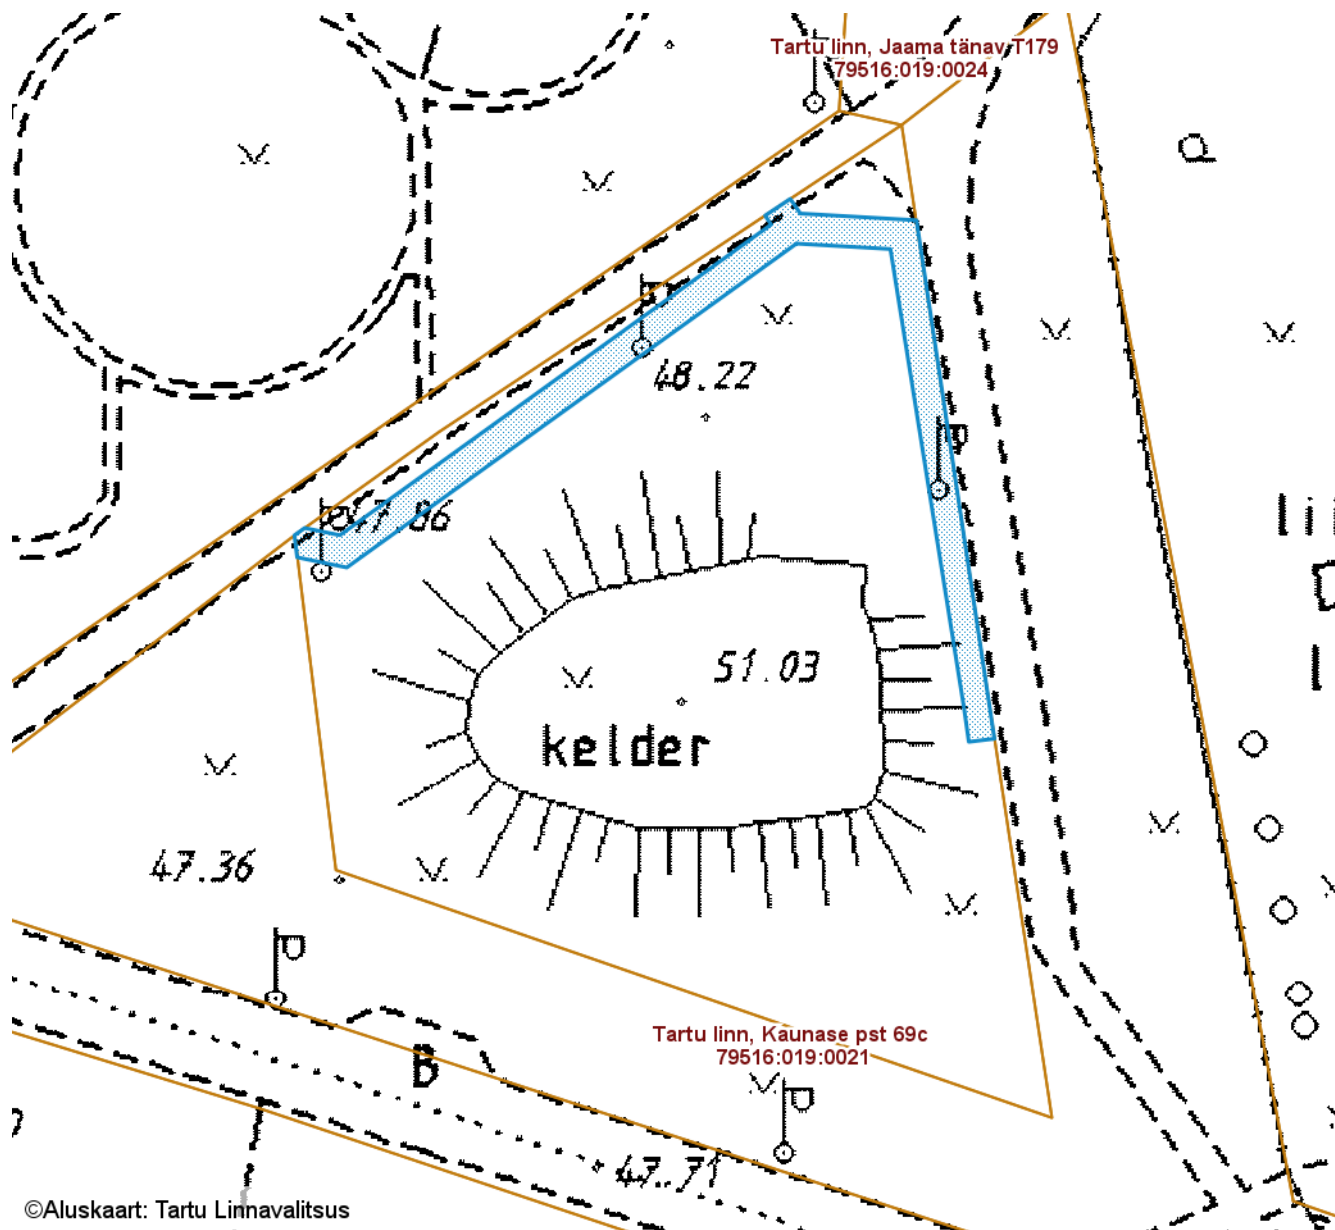 Tartu linn, Jaama tänav T179
79516:019:0024
48.22
47.86
lii
51.03
kelder
47.36
Tartu linn, Kaunase pst 69c
79516:019:0021
B
47.71
©Aluskaart: Tartu Linnavalitsus